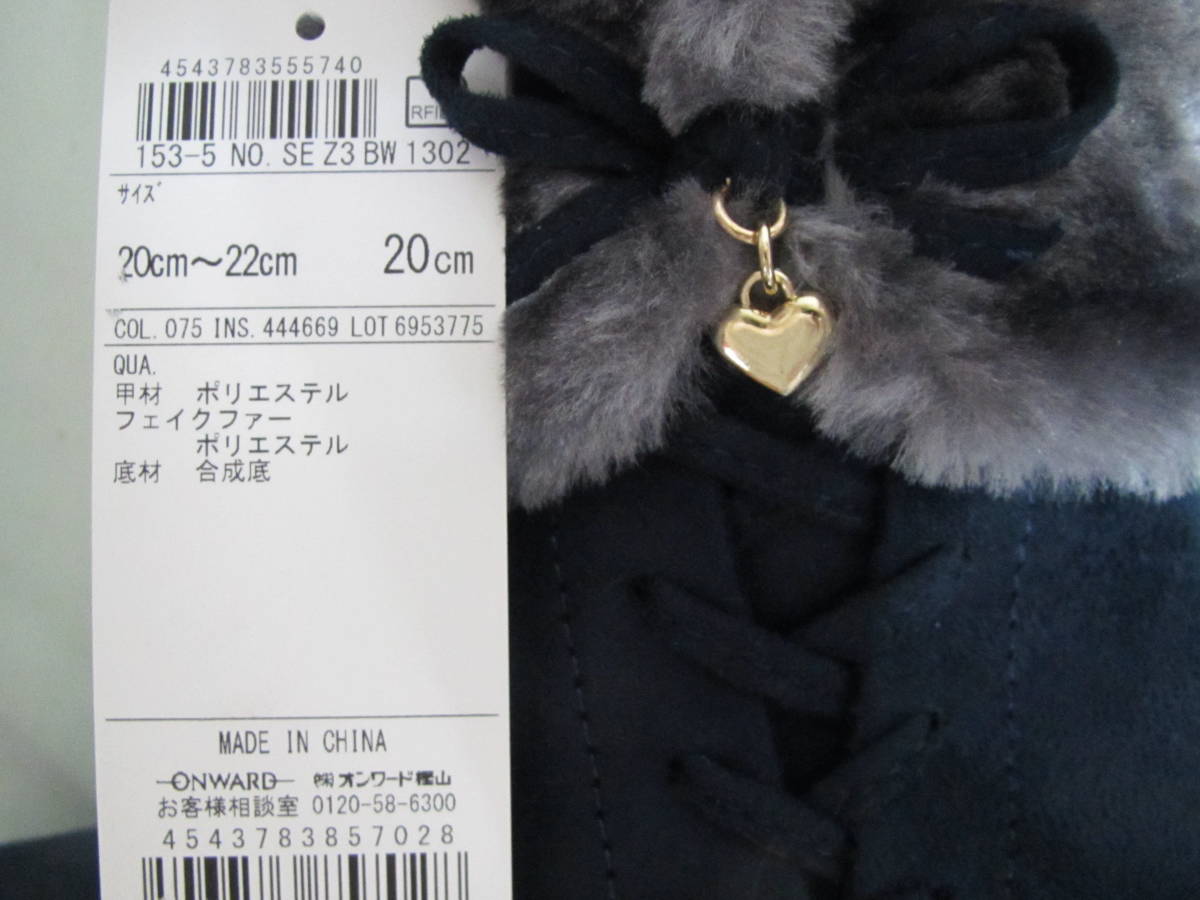 4543783555740
RFID
153-5 NO. SE Z3 BW 1302
サイズ
20cm～22cm 20cm
COL. 075 INS. 444669 LOT 6953775
QUA.
甲材 ポリエステル
フェイクファー
ポリエステル
底材 合成底
MADE IN CHINA
ONWARD ㈱オンワード樫山
お客様相談室 0120-58-6300
4543783857028